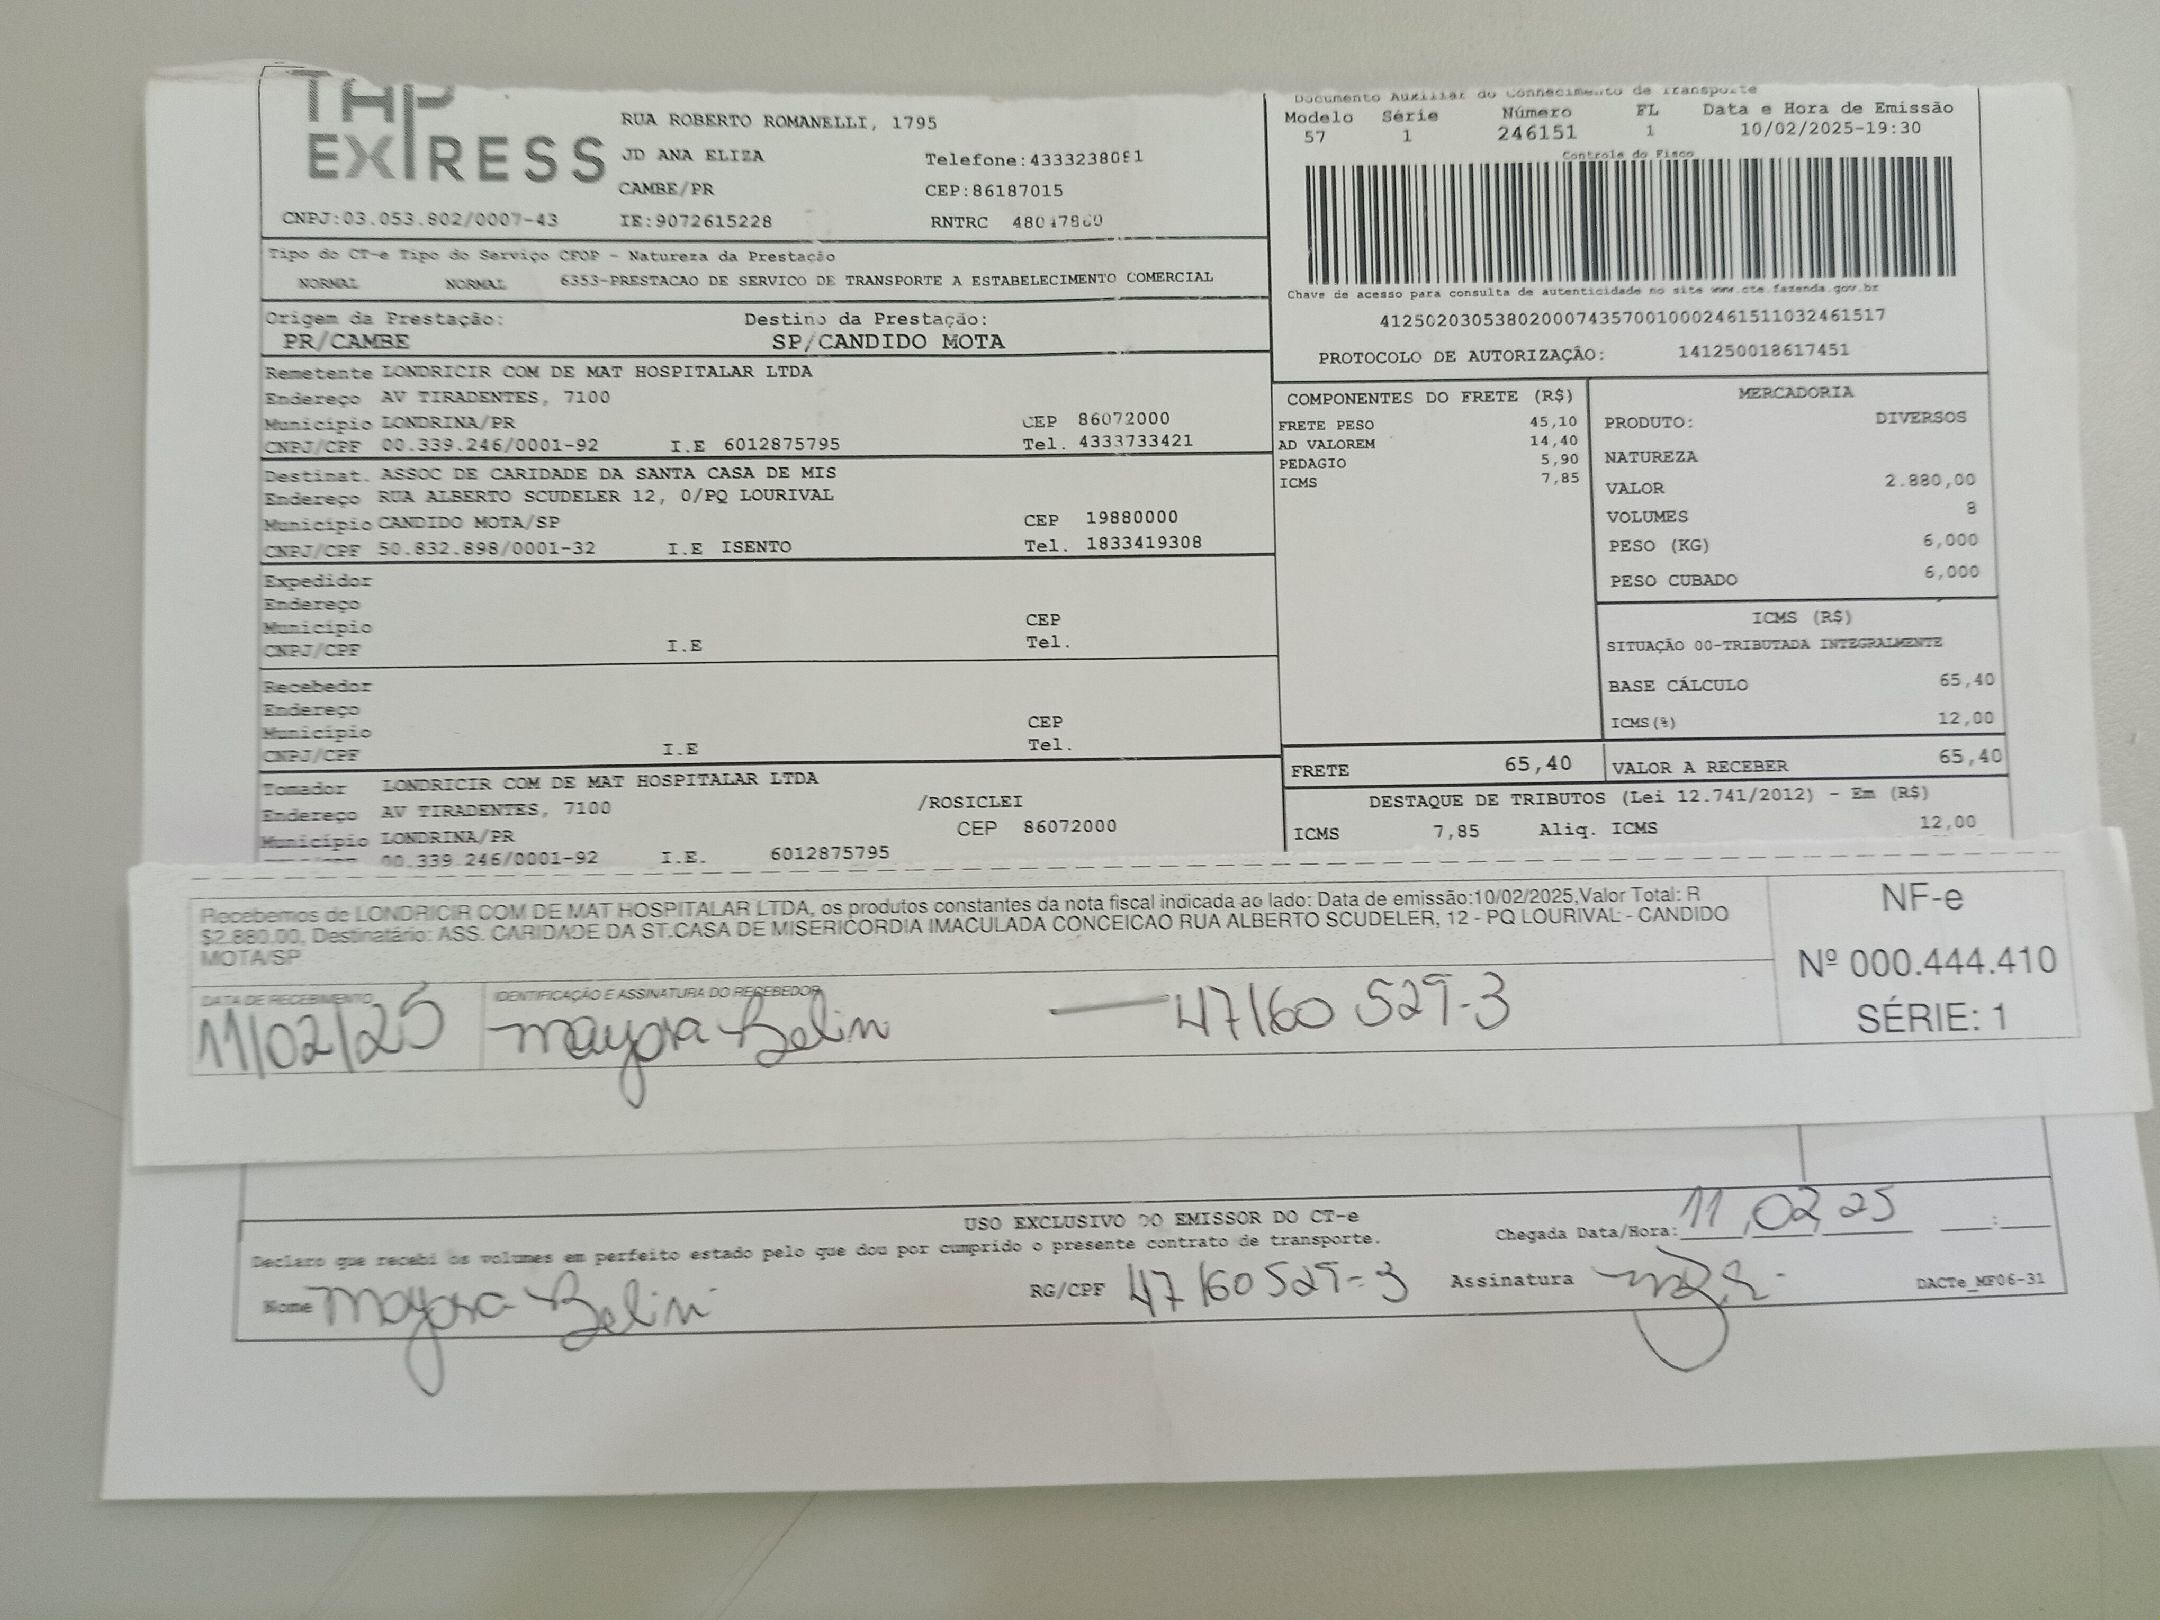 TAP
EXPRESS
RUA ROBERTO ROMANELLI, 1795
JD ANA ELIZA
Telefone:4333238081
CAMBE/PR
CEP:86187015
CNPJ:03.053.802/0007-43
IE:9072615228
RNTRC
Documento Auxiliar do Conhecimento de Transporte
Modelo Série Número FL Data e Hora de Emissão
57 1 246151 1 10/02/2025-19:30
Controle do Fisco
Chave de acesso para consulta de autenticidade no site www.cte.fazenda.gov.br
41250203053802000743570010002461511032461517
PROTOCOLO DE AUTORIZAÇÃO: 141250018617451
Tipo do CT-e Tipo do Serviço CFOP - Natureza da Prestação
NORMAL NORMAL 6353-PRESTACAO DE SERVICO DE TRANSPORTE A ESTABELECIMENTO COMERCIAL
Origem da Prestação: Destino da Prestação:
PR/CAMBE SP/CANDIDO MOTA
Remetente LONDRICIR COM DE MAT HOSPITALAR LTDA
Endereço AV TIRADENTES, 7100
Município LONDRINA/PR CEP 86072000
CNPJ/CPF 00.339.246/0001-92 I.E 6012875795 Tel. 4333733421
Destinat. ASSOC DE CARIDADE DA SANTA CASA DE MIS
Endereço RUA ALBERTO SCUDELER 12, 0/PQ LOURIVAL
Município CANDIDO MOTA/SP CEP 19880000
CNPJ/CPF 50.832.898/0001-32 I.E ISENTO Tel. 1833419308
Expedidor
Endereço
Município CEP
CNPJ/CPF I.E Tel.
Recebedor
Endereço
Município CEP
CNPJ/CPF I.E Tel.
Tomador LONDRICIR COM DE MAT HOSPITALAR LTDA
Endereço AV TIRADENTES, 7100 /ROSICLEI
Município LONDRINA/PR CEP 86072000
00.339.246/0001-92 I.E. 6012875795
COMPONENTES DO FRETE (R$)
FRETE PESO 45,10
AD VALOREM 14,40
PEDAGIO 5,90
ICMS 7,85
MERCADORIA
PRODUTO: DIVERSOS
NATUREZA
VALOR 2.880,00
VOLUMES 8
PESO (KG) 6,000
PESO CUBADO 6,000
ICMS (R$)
SITUAÇÃO 00-TRIBUTADA INTEGRALMENTE
BASE CÁLCULO 65,40
ICMS(%) 12,00
FRETE 65,40 VALOR A RECEBER 65,40
DESTAQUE DE TRIBUTOS (Lei 12.741/2012) - Em (R$)
ICMS 7,85 Aliq. ICMS 12,00
Recebemos de LONDRICIR COM DE MAT HOSPITALAR LTDA, os produtos constantes da nota fiscal indicada ao lado: Data de emissão:10/02/2025,Valor Total: R
$2.880,00, Destinatário: ASS. CARIDADE DA ST.CASA DE MISERICORDIA IMACULADA CONCEICAO RUA ALBERTO SCUDELER, 12 - PQ LOURIVAL - CANDIDO
MOTA/SP
DATA DE RECEBIMENTO IDENTIFICAÇÃO E ASSINATURA DO RECEBEDOR
11/02/25 Mayara Belin — 47160 529-3
NF-e
Nº 000.444.410
SÉRIE: 1
USO EXCLUSIVO DO EMISSOR DO CT-e
Declaro que recebi os volumes em perfeito estado pelo que dou por cumprido o presente contrato de transporte.
Chegada Data/Hora: 11,02,25 :
Nome Mayara Belin RG/CPF 47160529-3 Assinatura DACTe_MF06-31